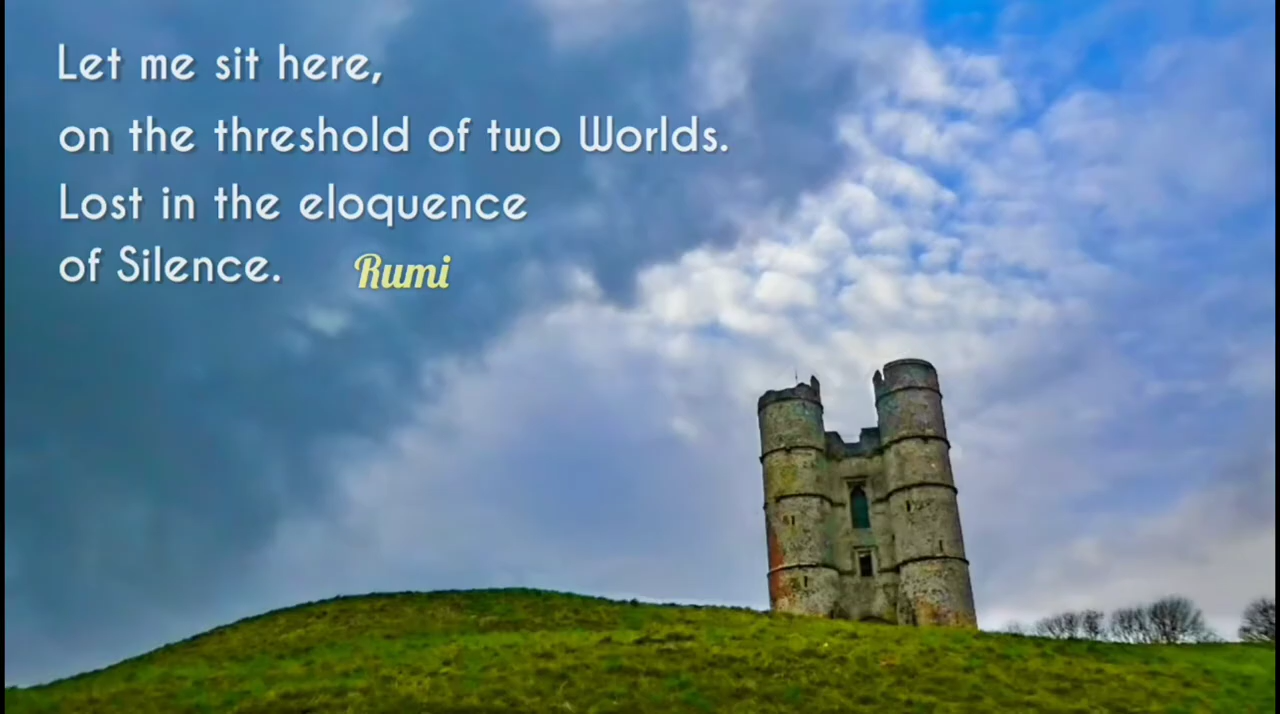 Let me sit here,
on the threshold of two Worlds.
Lost in the eloquence
of Silence. Rumi